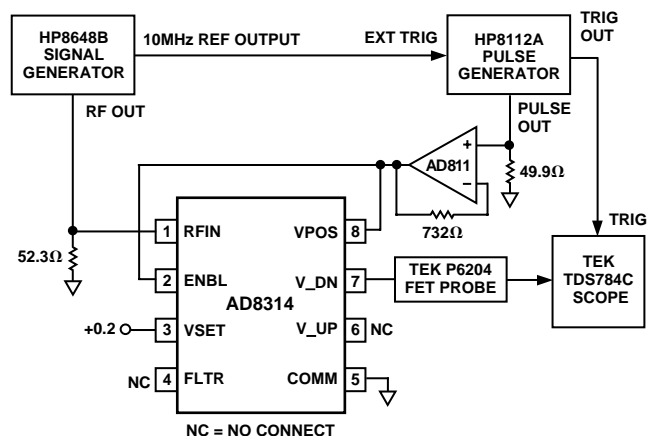 HP8648B
SIGNAL
GENERATOR
10MHz REF OUTPUT
EXT TRIG
HP8112A
PULSE
GENERATOR
TRIG
OUT
RF OUT
PULSE
OUT
+
AD811
–
49.9Ω
732Ω
TRIG
52.3Ω
1 RFIN
VPOS 8
2 ENBL
V_DN 7
AD8314
TEK P6204
FET PROBE
TEK
TDS784C
SCOPE
+0.2
3 VSET
V_UP 6 NC
NC 4 FLTR
COMM 5
NC = NO CONNECT